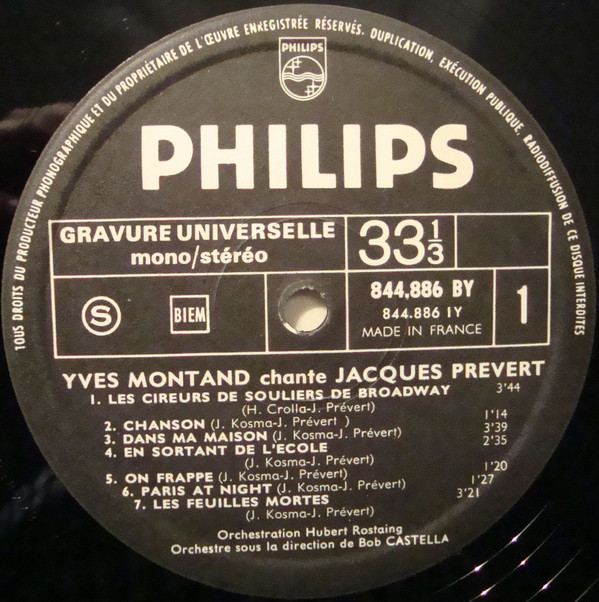 TOUS DROITS DU PRODUCTEUR PHONOGRAPHIQUE ET DU PROPRIÉTAIRE DE L'ŒUVRE ENREGISTRÉE RÉSERVÉS. DUPLICATION, EXÉCUTION PUBLIQUE, RADIODIFFUSION DE CE DISQUE INTERDITES
PHILIPS
PHILIPS
GRAVURE UNIVERSELLE
mono/stéréo
33 1/3
S
BIEM
844,886 BY
844.886 IY
MADE IN FRANCE
1
YVES MONTAND chante JACQUES PREVERT
1. LES CIREURS DE SOULIERS DE BROADWAY 3'44
(H. Crolla-J. Prévert)
2. CHANSON (J. Kosma-J. Prévert ) 1'14
3. DANS MA MAISON (J. Kosma-J. Prévert) 3'39
4. EN SORTANT DE L'ECOLE 2'35
(J. Kosma-J. Prévert)
5. ON FRAPPE (J. Kosma-J. Prévert) 1'20
6. PARIS AT NIGHT (J. Kosma-J. Prévert) 1'27
7. LES FEUILLES MORTES 3'21
(J. Kosma-J. Prévert)
Orchestration Hubert Rostaing
Orchestre sous la direction de Bob CASTELLA